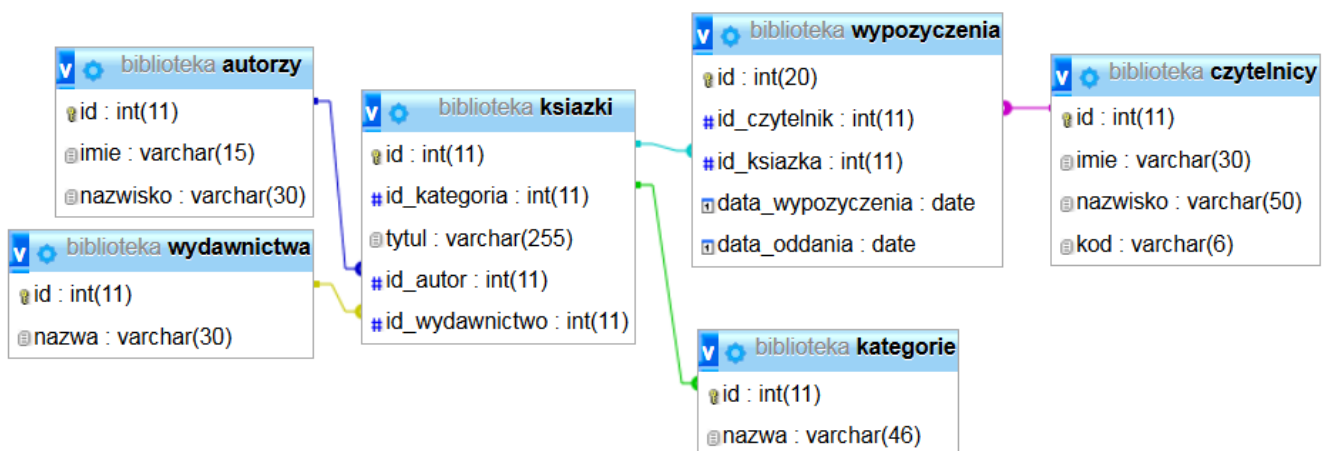 v biblioteka autorzy
id : int(11)
imie : varchar(15)
nazwisko : varchar(30)
v biblioteka wydawnictwa
id : int(11)
nazwa : varchar(30)
v biblioteka ksiazki
id : int(11)
# id_kategoria : int(11)
tytul : varchar(255)
# id_autor : int(11)
# id_wydawnictwo : int(11)
v biblioteka wypozyczenia
id : int(20)
# id_czytelnik : int(11)
# id_ksiazka : int(11)
data_wypozyczenia : date
data_oddania : date
v biblioteka kategorie
id : int(11)
nazwa : varchar(46)
v biblioteka czytelnicy
id : int(11)
imie : varchar(30)
nazwisko : varchar(50)
kod : varchar(6)